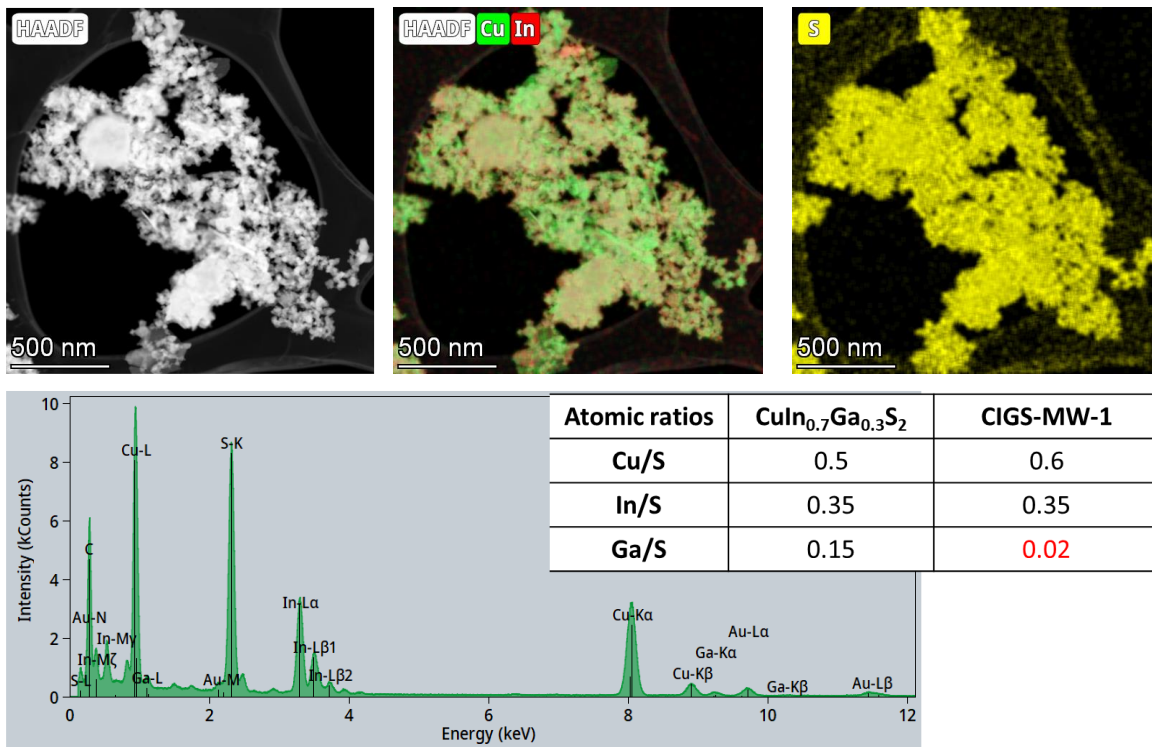 HAADF
HAADF Cu In
S
500 nm
500 nm
500 nm
Atomic ratios CuIn0.7Ga0.3S2 CIGS-MW-1
Cu/S 0.5 0.6
In/S 0.35 0.35
Ga/S 0.15 0.02
Intensity (kCounts)
10
8
6
4
2
0
Cu-L
S-K
C
Au-N
In-Mγ
In-Mζ
S-L
Ga-L
Au-M
In-Lα
In-Lβ1
In-Lβ2
Cu-Kα
Cu-Kβ
Ga-Kα
Au-Lα
Ga-Kβ
Au-Lβ
0 2 4 6 8 10 12
Energy (keV)